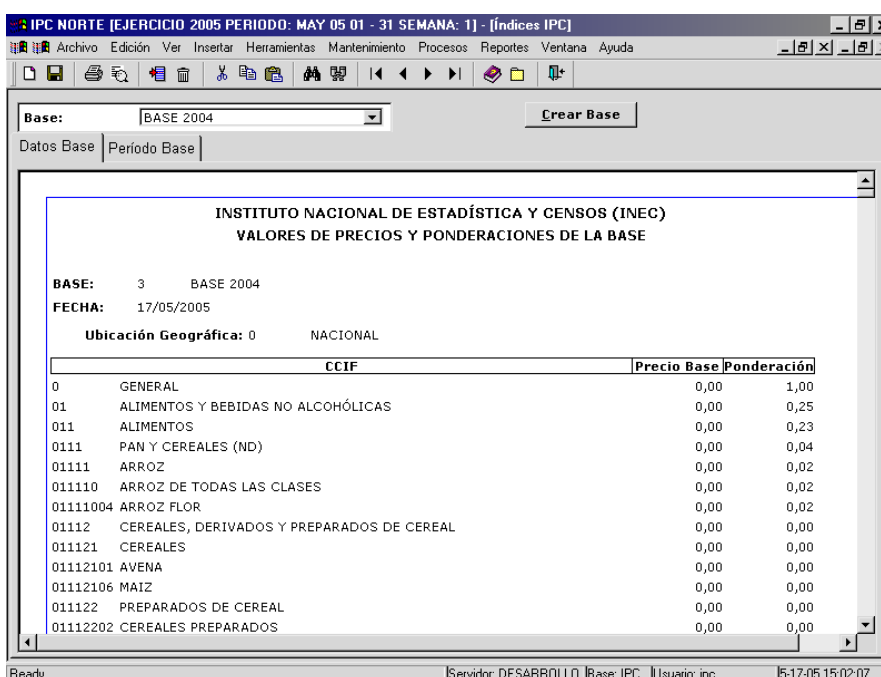 IPC NORTE [EJERCICIO 2005 PERIODO: MAY 05 01 - 31 SEMANA: 1] - [Índices IPC]
Archivo Edición Ver Insertar Herramientas Mantenimiento Procesos Reportes Ventana Ayuda
Base: BASE 2004 Crear Base
Datos Base Período Base
INSTITUTO NACIONAL DE ESTADÍSTICA Y CENSOS (INEC)
VALORES DE PRECIOS Y PONDERACIONES DE LA BASE
BASE: 3 BASE 2004
FECHA: 17/05/2005
Ubicación Geográfica: 0 NACIONAL
CCIF Precio Base Ponderación
0 GENERAL 0,00 1,00
01 ALIMENTOS Y BEBIDAS NO ALCOHÓLICAS 0,00 0,25
011 ALIMENTOS 0,00 0,23
0111 PAN Y CEREALES (ND) 0,00 0,04
01111 ARROZ 0,00 0,02
011110 ARROZ DE TODAS LAS CLASES 0,00 0,02
01111004 ARROZ FLOR 0,00 0,02
01112 CEREALES, DERIVADOS Y PREPARADOS DE CEREAL 0,00 0,00
011121 CEREALES 0,00 0,00
01112101 AVENA 0,00 0,00
01112106 MAIZ 0,00 0,00
011122 PREPARADOS DE CEREAL 0,00 0,00
01112202 CEREALES PREPARADOS 0,00 0,00
Ready Servidor: DESARROLLO Base: IPC Usuario: ipc 5-17-05 15:02:07